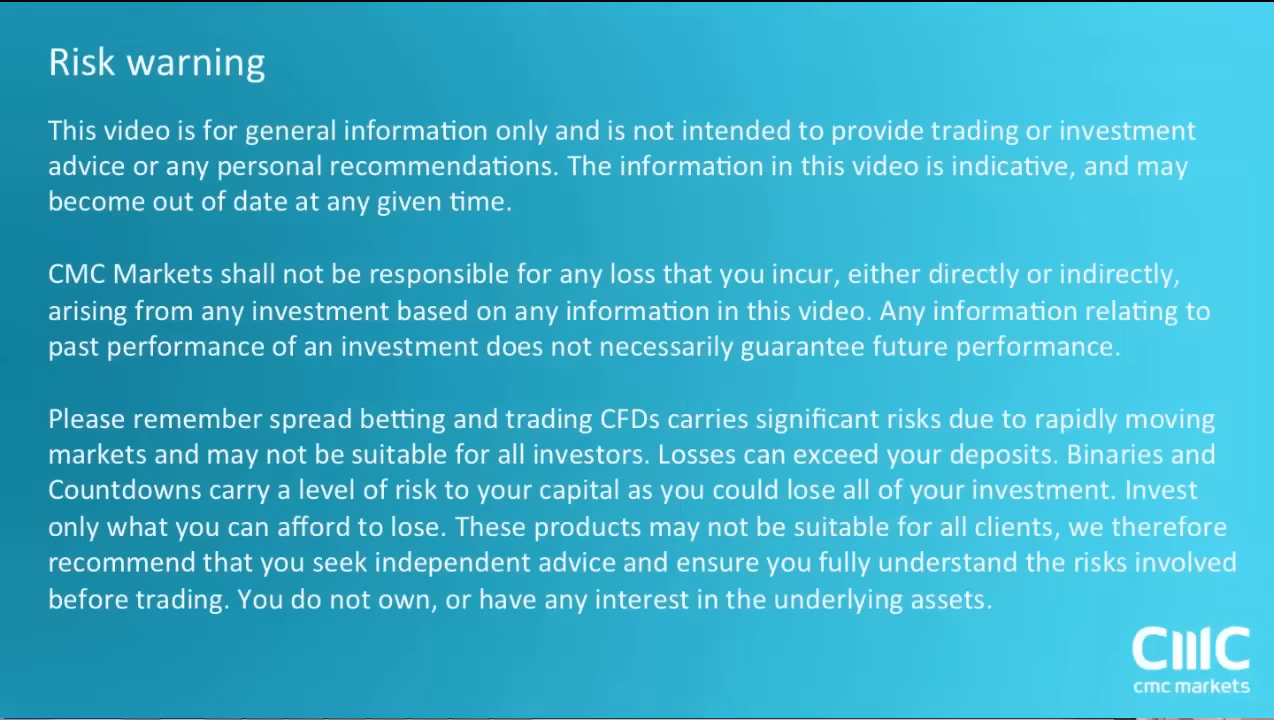 Risk warning
This video is for general information only and is not intended to provide trading or investment
advice or any personal recommendations. The information in this video is indicative, and may
become out of date at any given time.
CMC Markets shall not be responsible for any loss that you incur, either directly or indirectly,
arising from any investment based on any information in this video. Any information relating to
past performance of an investment does not necessarily guarantee future performance.
Please remember spread betting and trading CFDs carries significant risks due to rapidly moving
markets and may not be suitable for all investors. Losses can exceed your deposits. Binaries and
Countdowns carry a level of risk to your capital as you could lose all of your investment. Invest
only what you can afford to lose. These products may not be suitable for all clients, we therefore
recommend that you seek independent advice and ensure you fully understand the risks involved
before trading. You do not own, or have any interest in the underlying assets.
CMC
cmc markets